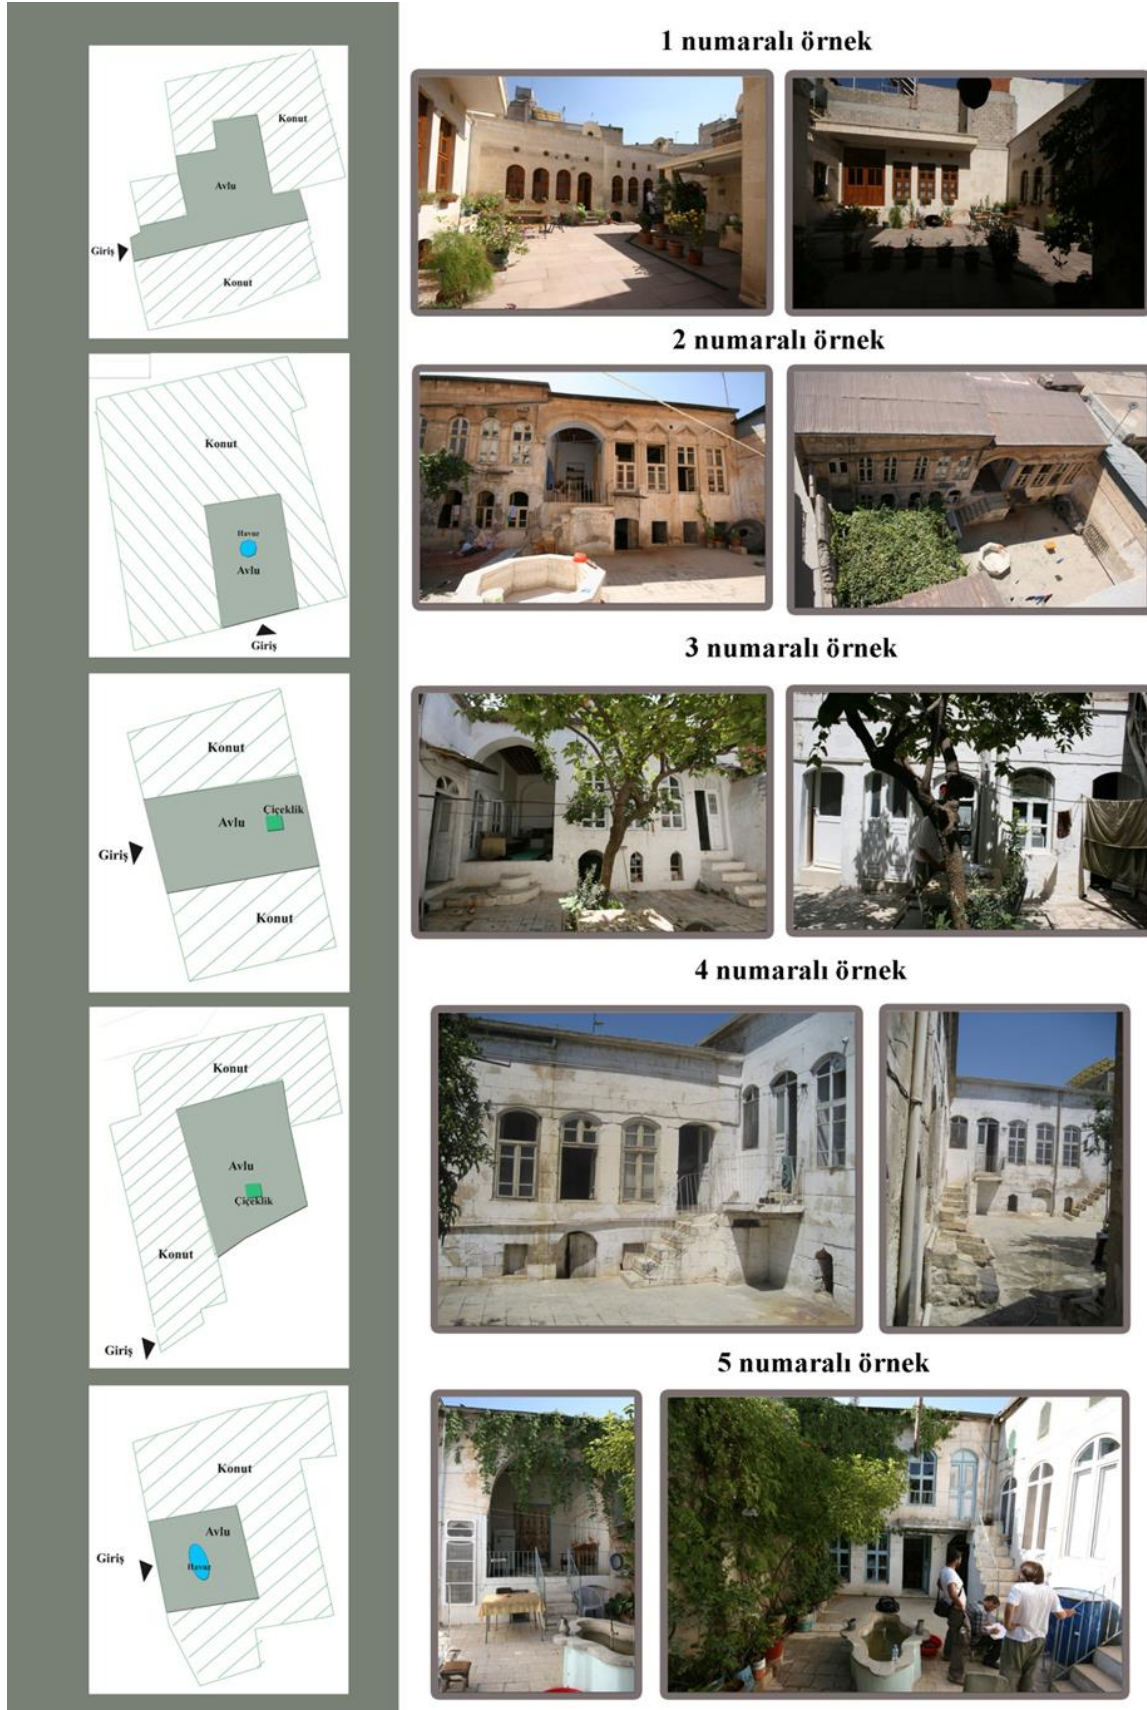 1 numaralı örnek
Konut
Avlu
Giriş
Konut
2 numaralı örnek
Konut
Havuz
Avlu
Giriş
3 numaralı örnek
Konut
Çiçeklik
Avlu
Giriş
Konut
4 numaralı örnek
Konut
Avlu
Çiçeklik
Konut
Giriş
5 numaralı örnek
Konut
Avlu
Giriş
Havuz